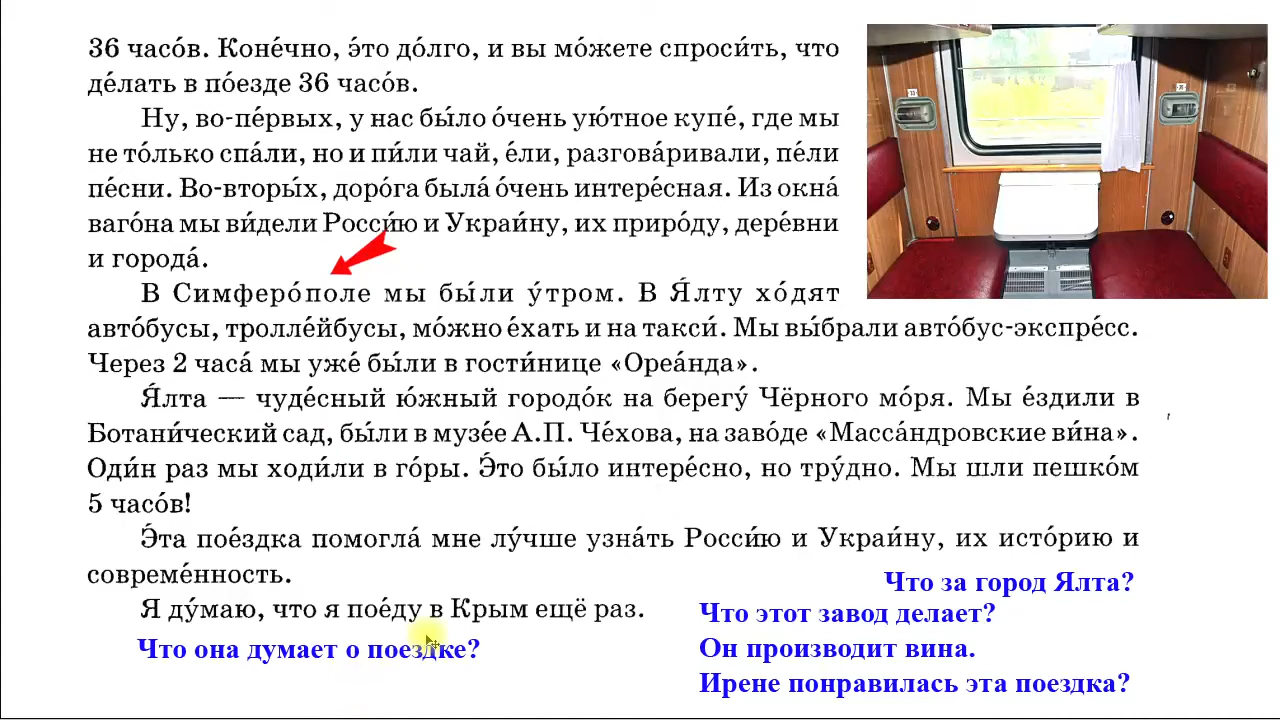 36 часо́в. Коне́чно, э́то до́лго, и вы мо́жете спроси́ть, что
де́лать в по́езде 36 часо́в.
Ну, во-пе́рвых, у нас бы́ло о́чень ую́тное купе́, где мы
не то́лько спа́ли, но и пи́ли чай, е́ли, разгова́ривали, пе́ли
пе́сни. Во-вторы́х, доро́га была́ о́чень интере́сная. Из окна́
ваго́на мы ви́дели Росси́ю и Украи́ну, их приро́ду, дере́вни
и города́.
В Симферо́поле мы бы́ли у́тром. В Я́лту хо́дят
авто́бусы, тролле́йбусы, мо́жно е́хать и на такси́. Мы вы́брали авто́бус-экспре́сс.
Через 2 часа́ мы уже́ бы́ли в гости́нице «Ореа́нда».
Я́лта — чуде́сный ю́жный городо́к на берегу́ Чёрного мо́ря. Мы е́здили в
Ботани́ческий сад, бы́ли в музе́е А.П. Че́хова, на заво́де «Масса́ндровские ви́на».
Оди́н раз мы ходи́ли в го́ры. Э́то бы́ло интере́сно, но тру́дно. Мы шли пешко́м
5 часо́в!
Э́та пое́здка помогла́ мне лу́чше узна́ть Росси́ю и Украи́ну, их исто́рию и
совреме́нность.
Я ду́маю, что я пое́ду в Крым ещё раз.
Что за город Ялта?
Что этот завод делает?
Что она думает о поездке?
Он производит вина.
Ирене понравилась эта поездка?